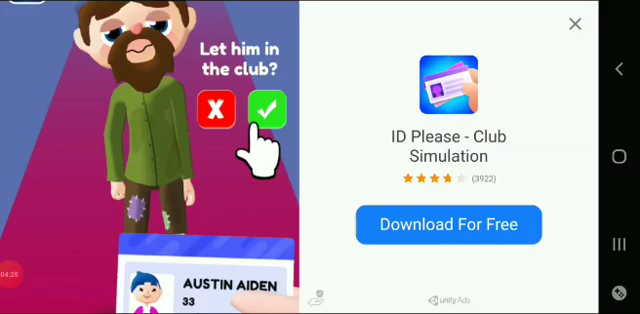 Let him in
the club?
AUSTIN AIDEN
33
04:20
ID Please - Club
Simulation
(3922)
Download For Free
unity Ads